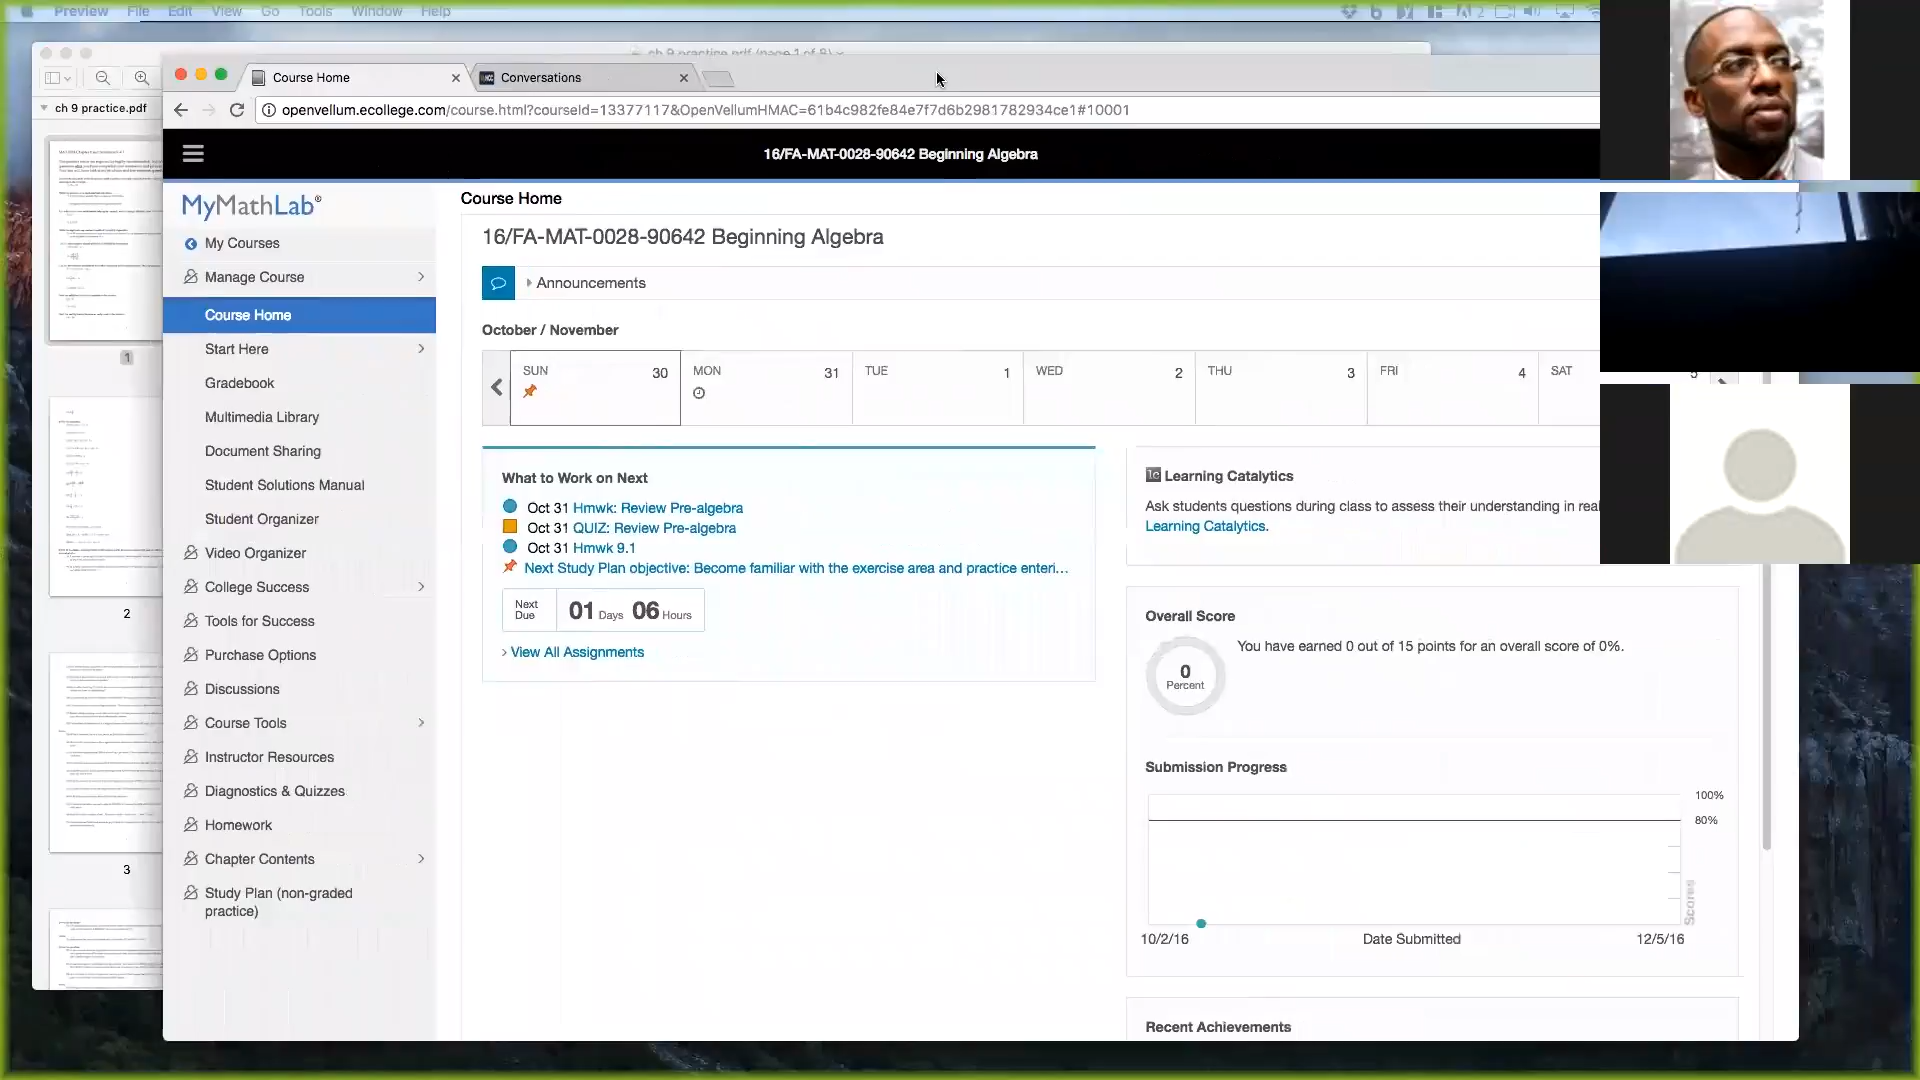 Preview File Edit View Go Tools Window Help
ch 9 practice.pdf (page 1 of 8)
ch 9 practice.pdf
Course Home
Conversations
openvellum.ecollege.com/course.html?courseId=13377117&OpenVellumHMAC=61b4c982fe84e7f7d6b2981782934ce1#10001
16/FA-MAT-0028-90642 Beginning Algebra
MyMathLab®
My Courses
Manage Course
Course Home
Start Here
Gradebook
Multimedia Library
Document Sharing
Student Solutions Manual
Student Organizer
Video Organizer
College Success
Tools for Success
Purchase Options
Discussions
Course Tools
Instructor Resources
Diagnostics & Quizzes
Homework
Chapter Contents
Study Plan (non-graded
practice)
1
2
3
Course Home
16/FA-MAT-0028-90642 Beginning Algebra
Announcements
October / November
SUN 30 MON 31 TUE 1 WED 2 THU 3 FRI 4 SAT 5
What to Work on Next
Oct 31 Hmwk: Review Pre-algebra
Oct 31 QUIZ: Review Pre-algebra
Oct 31 Hmwk 9.1
Next Study Plan objective: Become familiar with the exercise area and practice enteri...
Next
Due
01 Days 06 Hours
View All Assignments
Learning Catalytics
Ask students questions during class to assess their understanding in real
Learning Catalytics.
Overall Score
You have earned 0 out of 15 points for an overall score of 0%.
0
Percent
Submission Progress
100%
80%
Scores
10/2/16 Date Submitted 12/5/16
Recent Achievements